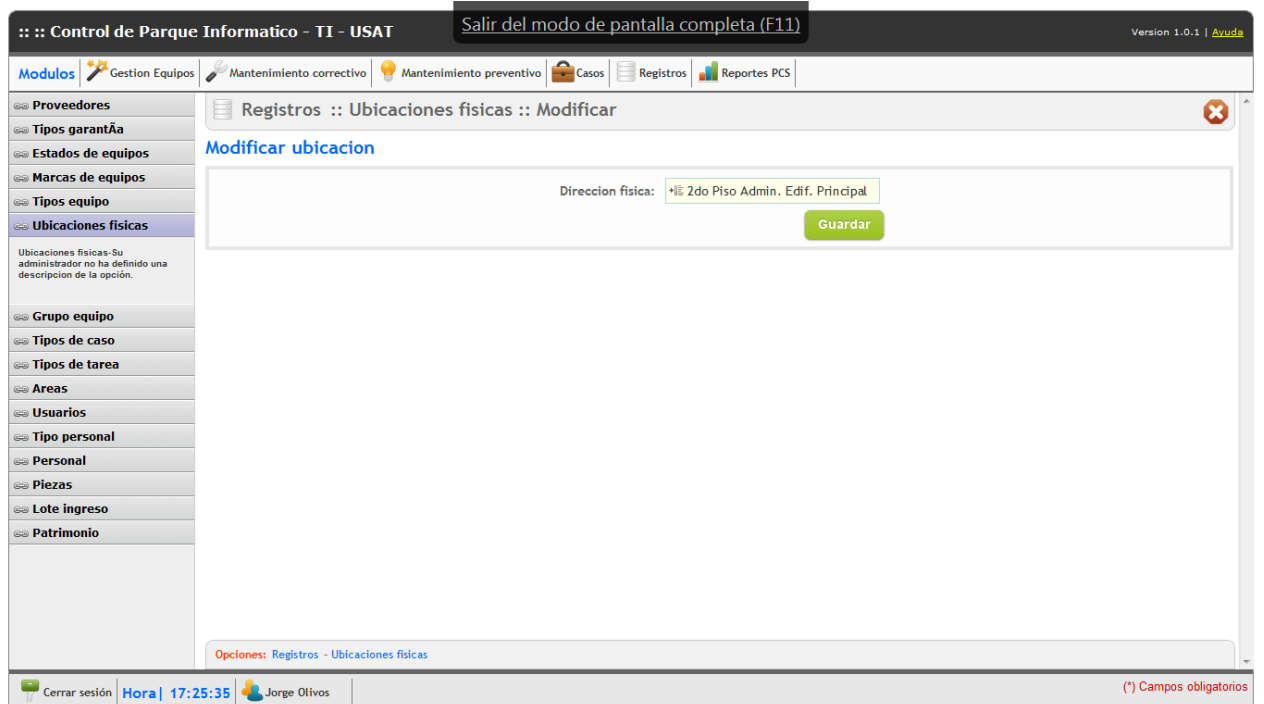 :: :: Control de Parque Informatico - TI - USAT
Salir del modo de pantalla completa (F11)
Version 1.0.1 | Ayuda
Modulos Gestion Equipos Mantenimiento correctivo Mantenimiento preventivo Casos Registros Reportes PCS
Proveedores
Tipos garantÃa
Estados de equipos
Marcas de equipos
Tipos equipo
Ubicaciones fisicas
Ubicaciones fisicas-Su
administrador no ha definido una
descripcion de la opción.
Grupo equipo
Tipos de caso
Tipos de tarea
Areas
Usuarios
Tipo personal
Personal
Piezas
Lote ingreso
Patrimonio
Registros :: Ubicaciones fisicas :: Modificar
Modificar ubicacion
Direccion fisica: 2do Piso Admin. Edif. Principal
Guardar
Opciones: Registros - Ubicaciones fisicas
Cerrar sesión Hora| 17:25:35 Jorge Olivos
(*) Campos obligatorios